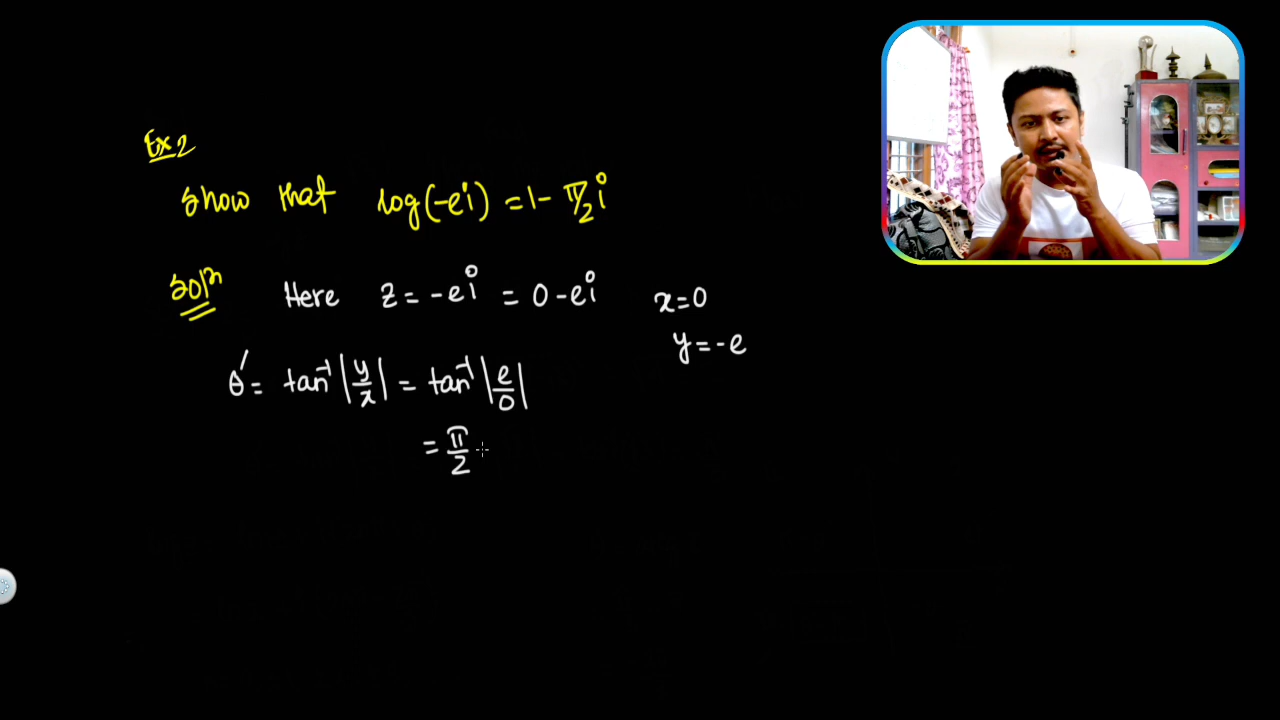 Ex 2
Show that log(-ei) = 1 - π/2 i
Solⁿ Here z = -ei = 0 - ei x = 0
y = -e
θ' = tan⁻¹|y/x| = tan⁻¹|e/0|
= π/2